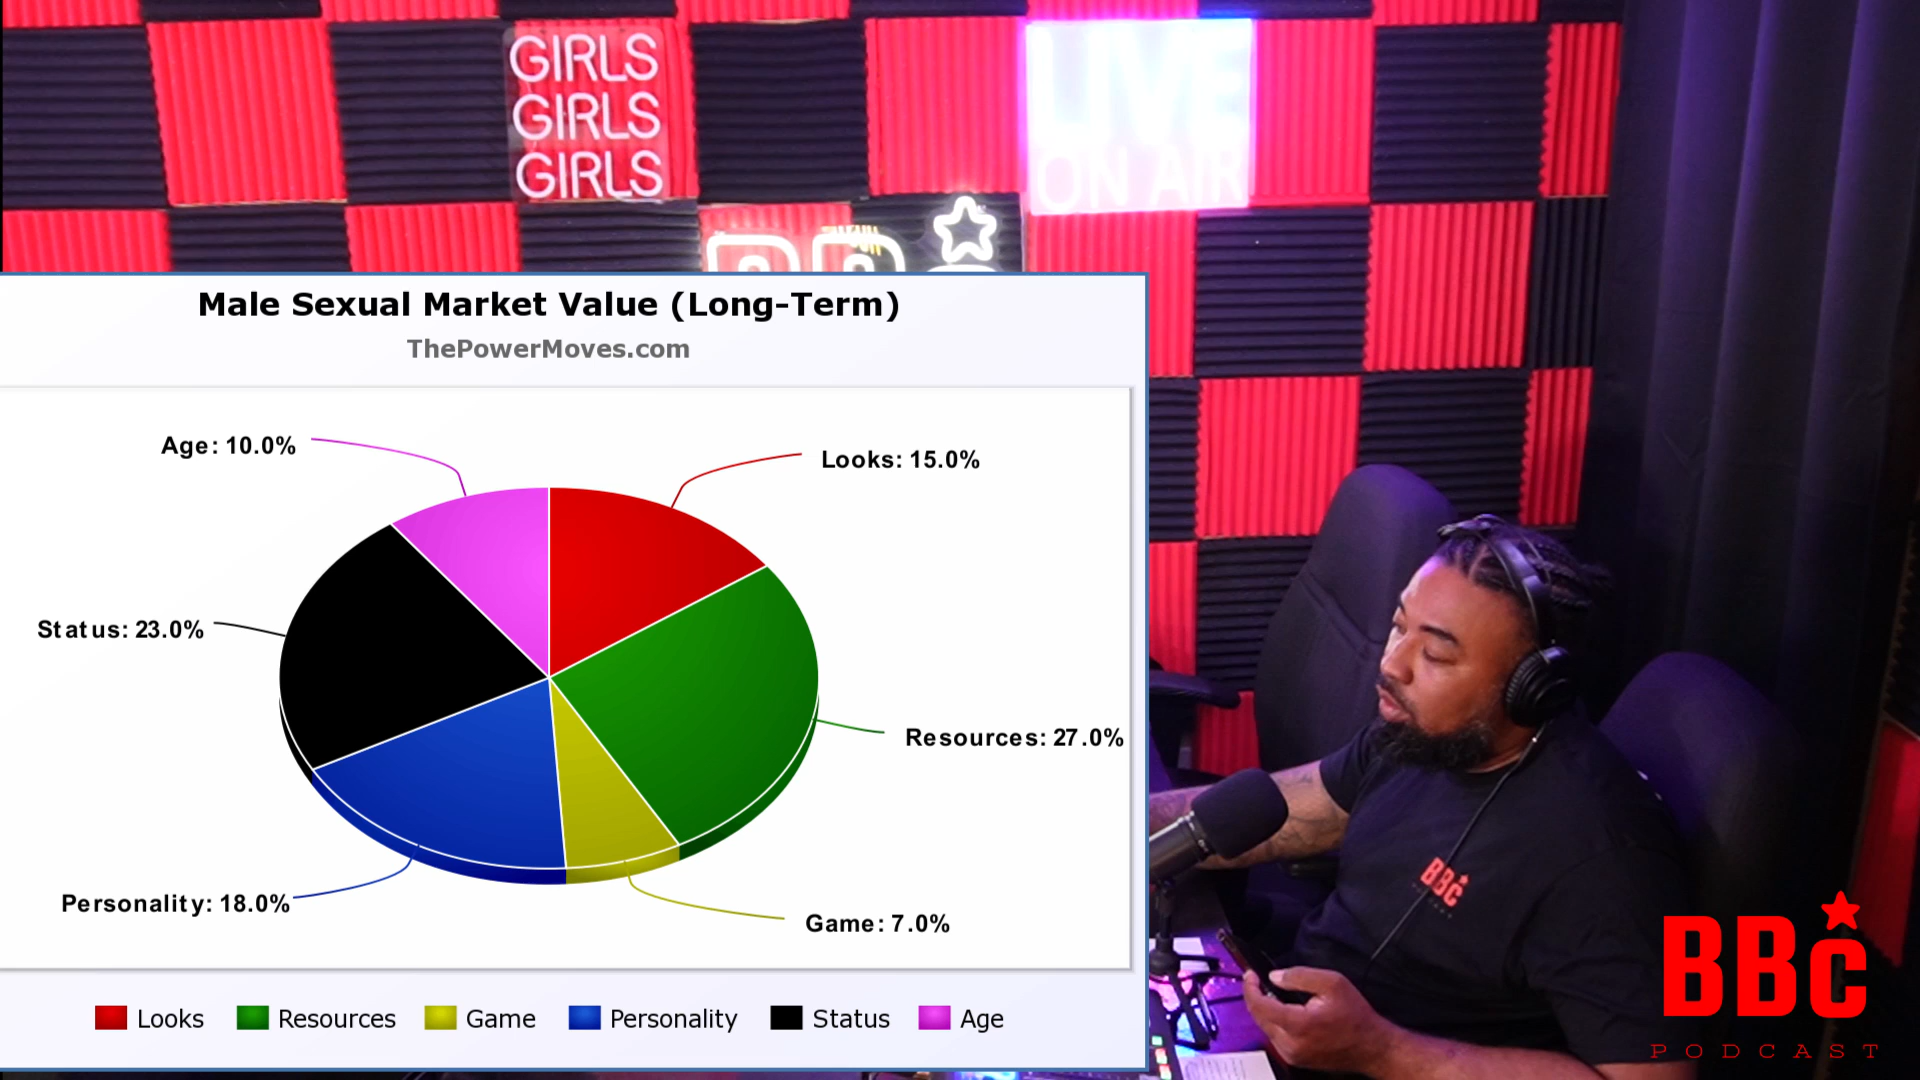 GIRLS
GIRLS
GIRLS
LIVE
ON AIR
Male Sexual Market Value (Long-Term)
ThePowerMoves.com
Age: 10.0%
Looks: 15.0%
Status: 23.0%
Resources: 27.0%
Personality: 18.0%
Game: 7.0%
Looks
Resources
Game
Personality
Status
Age
BBC
BBC
PODCAST